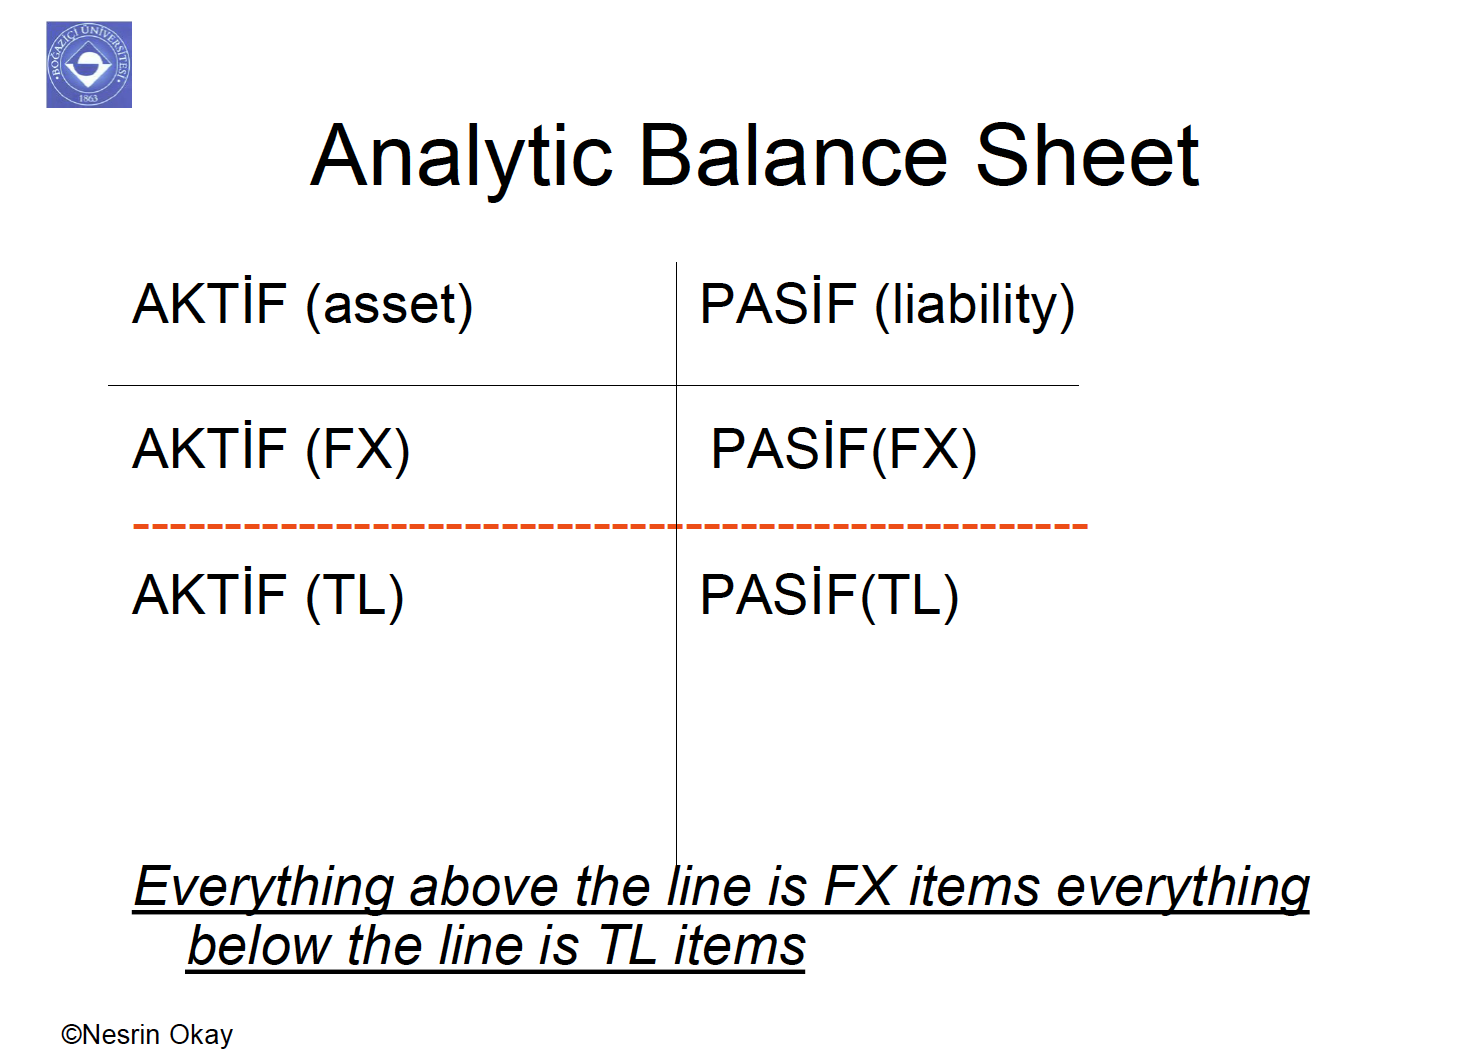 BOĞAZİÇİ ÜNİVERSİTESİ
1863
Analytic Balance Sheet
AKTİF (asset) PASİF (liability)
AKTİF (FX) PASİF(FX)
AKTİF (TL) PASİF(TL)
Everything above the line is FX items everything
below the line is TL items
©Nesrin Okay